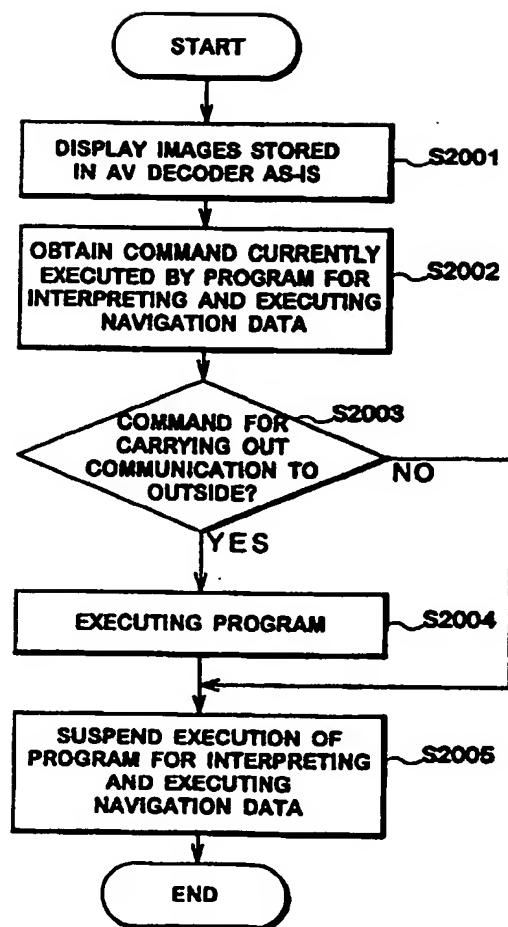 START
DISPLAY IMAGES STORED
IN AV DECODER AS-IS
S2001
OBTAIN COMMAND CURRENTLY
EXECUTED BY PROGRAM FOR
INTERPRETING AND EXECUTING
NAVIGATION DATA
S2002
COMMAND FOR
CARRYING OUT
COMMUNICATION TO
OUTSIDE?
S2003
NO
YES
EXECUTING PROGRAM
S2004
SUSPEND EXECUTION OF
PROGRAM FOR INTERPRETING
AND EXECUTING
NAVIGATION DATA
S2005
END